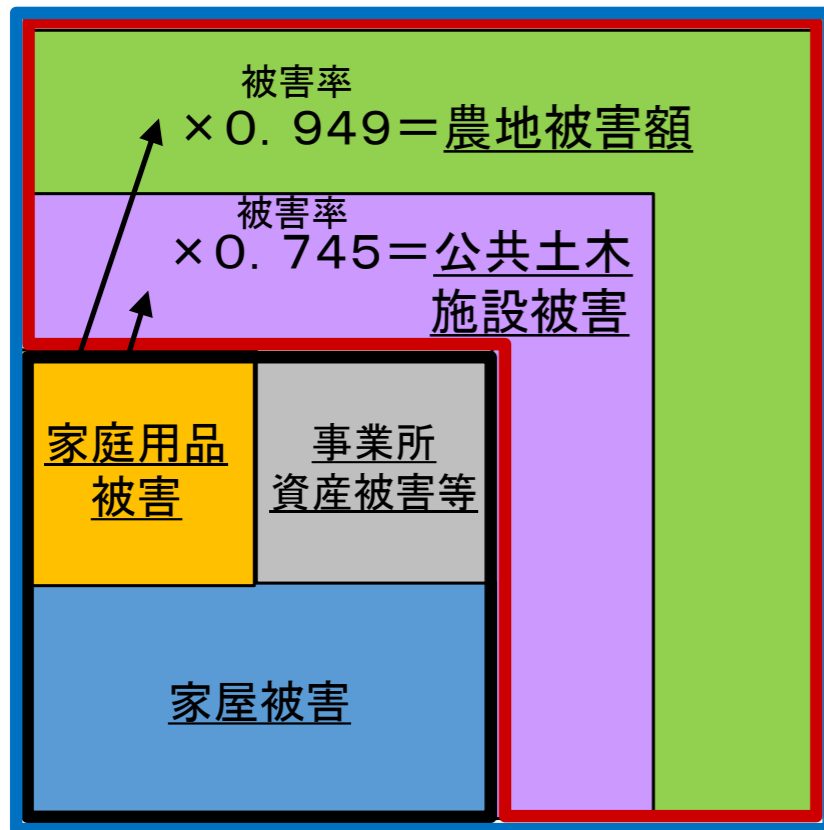 被害率
×0. 949＝農地被害額
被害率
×0. 745＝公共土木
施設被害
家庭用品
被害
事業所
資産被害等
家屋被害